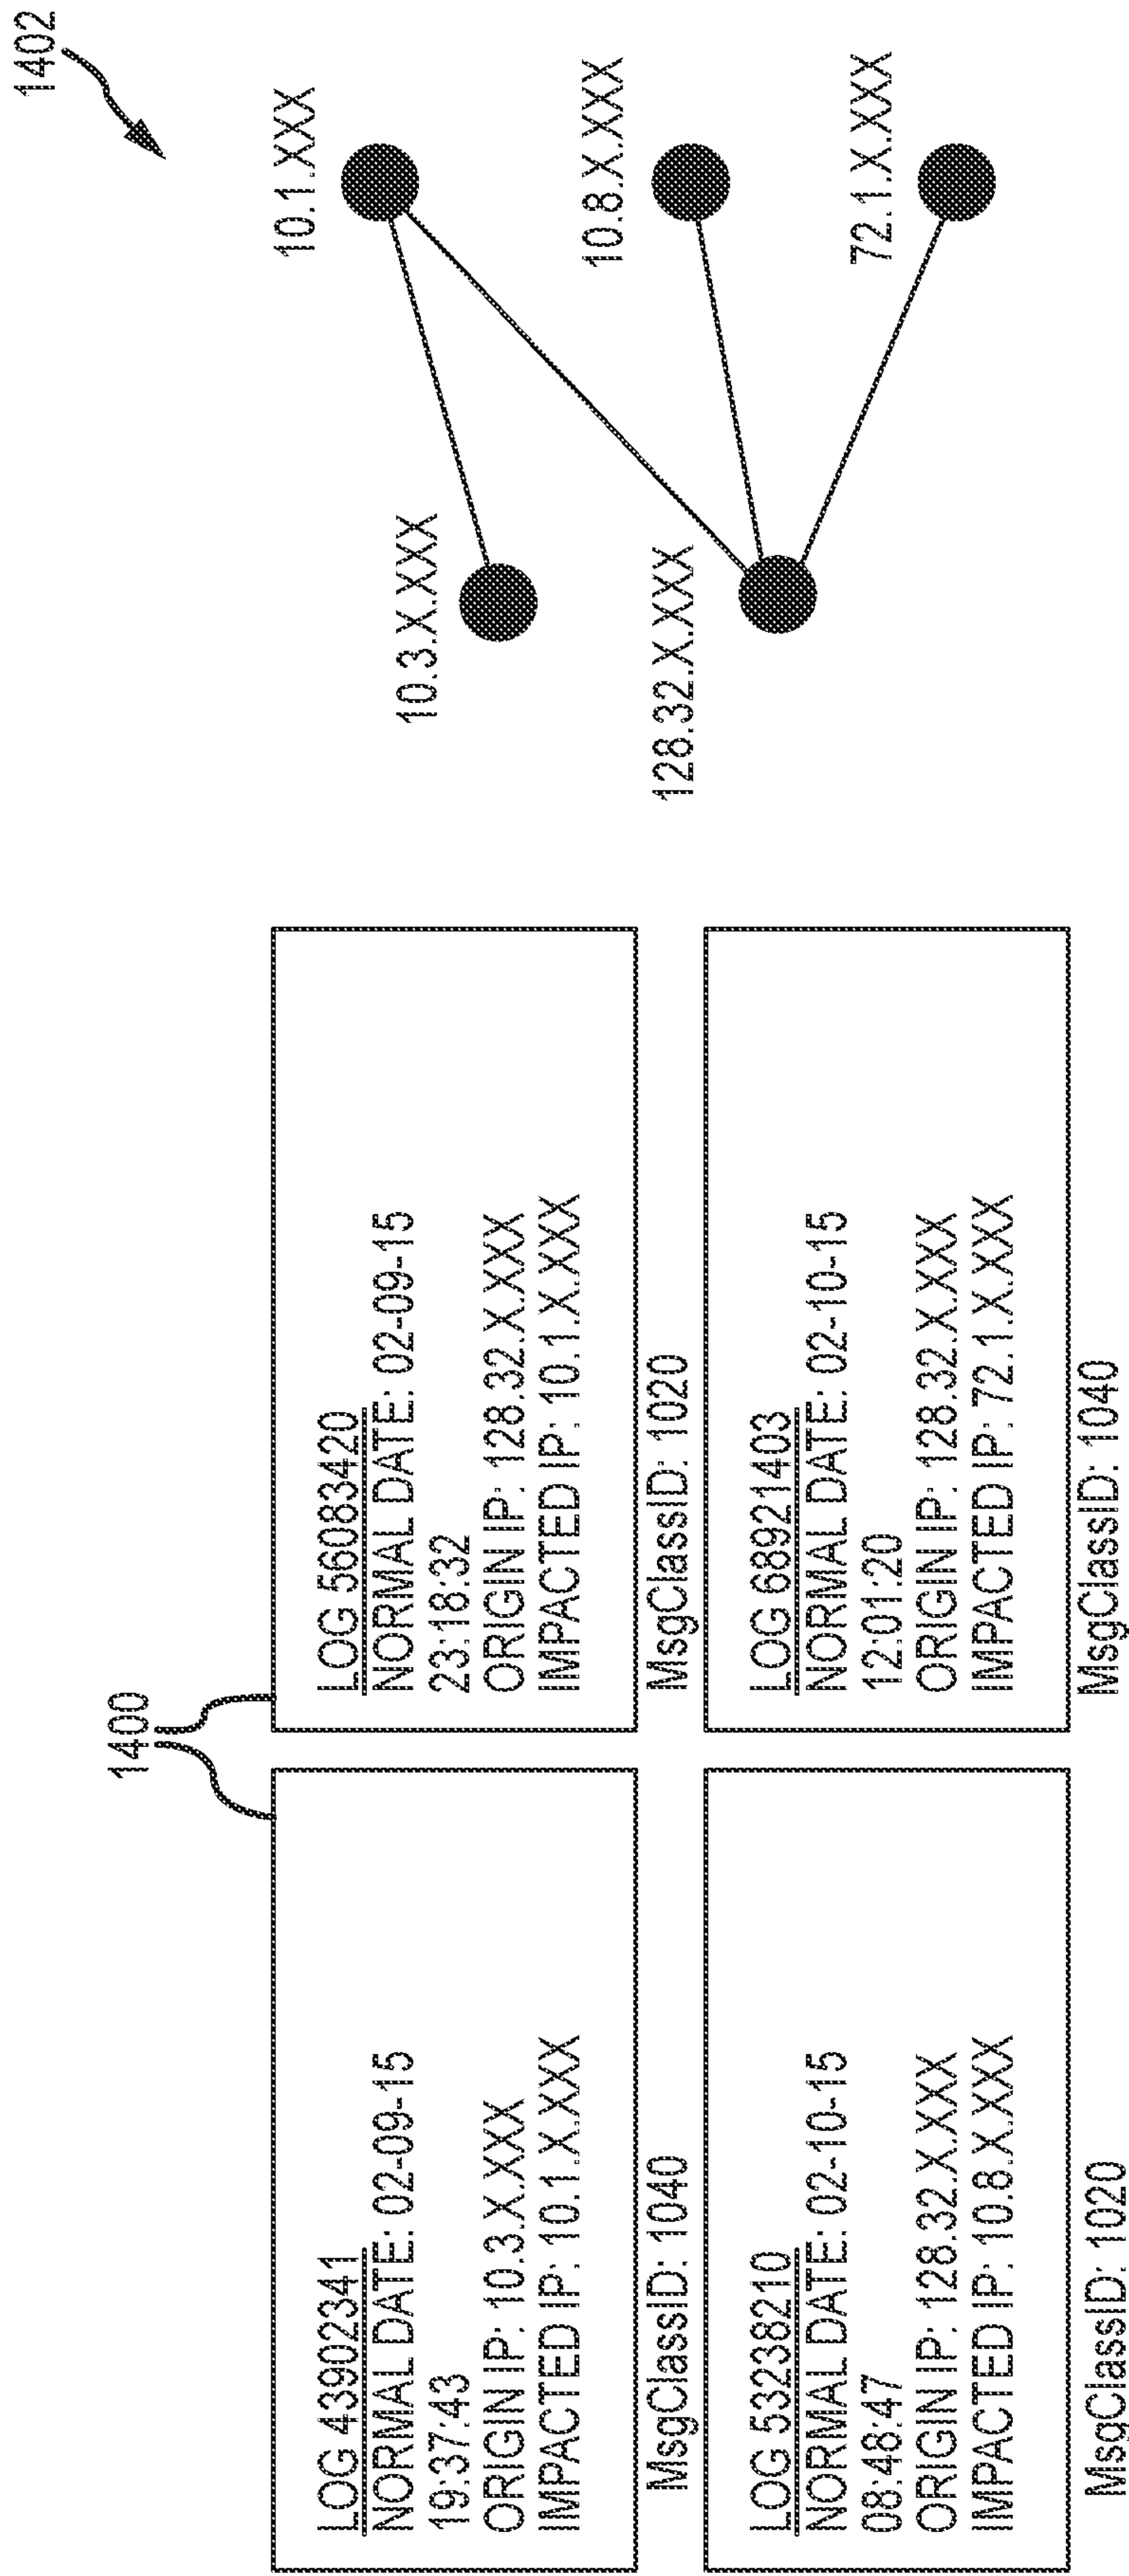 1400
LOG 43902341
NORMAL DATE: 02-09-15
19:37:43
ORIGIN IP: 10.3.X.XXX
IMPACTED IP: 10.1.X.XXX
MsgClassID: 1040
LOG 56083420
NORMAL DATE: 02-09-15
23:18:32
ORIGIN IP: 128.32.X.XXX
IMPACTED IP: 10.1.X.XXX
MsgClassID: 1020
LOG 53238210
NORMAL DATE: 02-10-15
08:48:47
ORIGIN IP: 128.32.X.XXX
IMPACTED IP: 10.8.X.XXX
MsgClassID: 1020
LOG 68921403
NORMAL DATE: 02-10-15
12:01:20
ORIGIN IP: 128.32.X.XXX
IMPACTED IP: 72.1.X.XXX
MsgClassID: 1040
1402
10.1.XXX
10.3.X.XXX
10.8.X.XXX
128.32.X.XXX
72.1.X.XXX